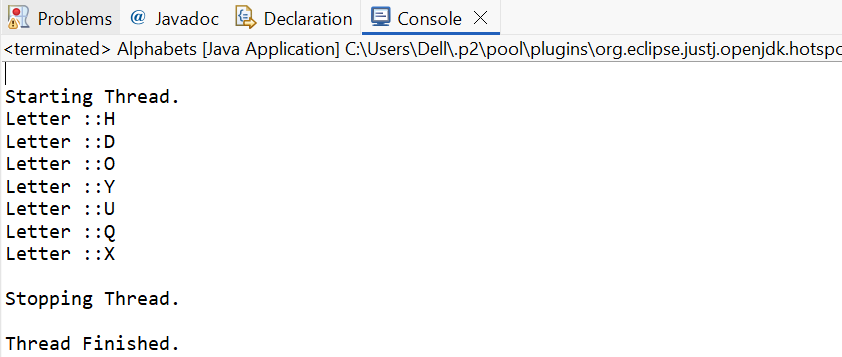 Problems @ Javadoc Declaration Console
<terminated> Alphabets [Java Application] C:\Users\Dell\.p2\pool\plugins\org.eclipse.justj.openjdk.hotspo
Starting Thread.
Letter ::H
Letter ::D
Letter ::O
Letter ::Y
Letter ::U
Letter ::Q
Letter ::X
Stopping Thread.
Thread Finished.